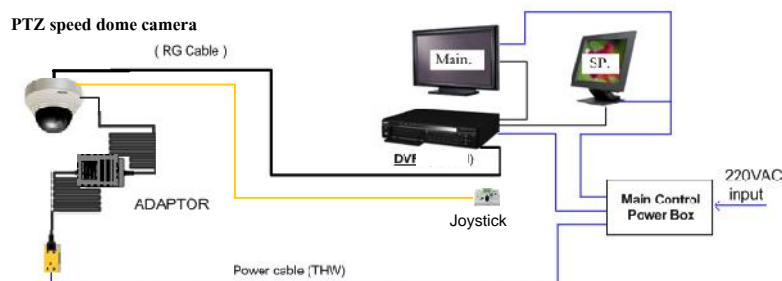 PTZ speed dome camera
( RG Cable )
Main.
SP.
ADAPTOR
Joystick
Main Control
Power Box
220VAC
input
Power cable (THW)